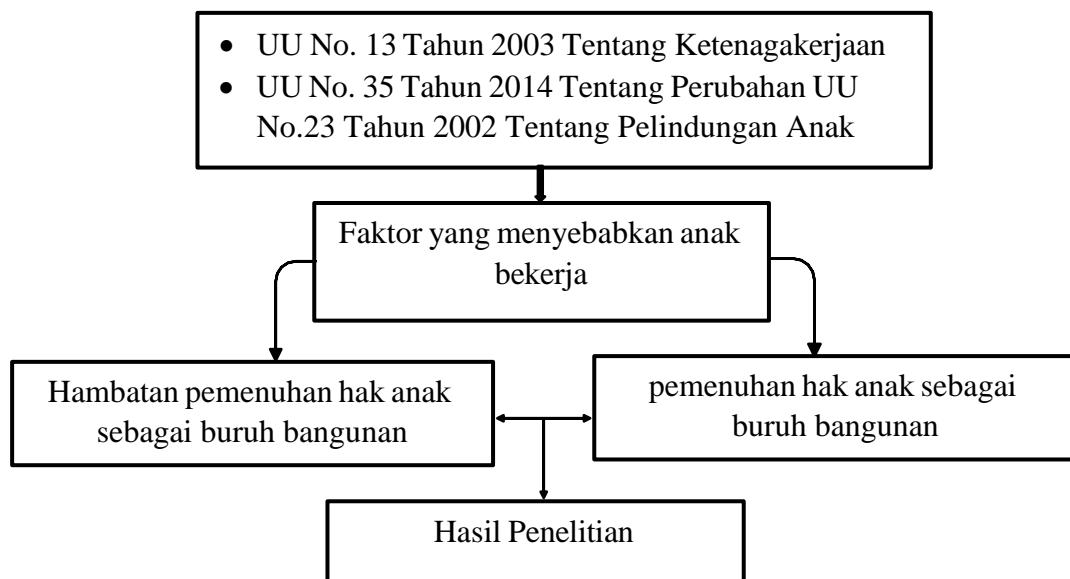 • UU No. 13 Tahun 2003 Tentang Ketenagakerjaan
• UU No. 35 Tahun 2014 Tentang Perubahan UU
No.23 Tahun 2002 Tentang Pelindungan Anak
Faktor yang menyebabkan anak
bekerja
Hambatan pemenuhan hak anak
sebagai buruh bangunan
pemenuhan hak anak sebagai
buruh bangunan
Hasil Penelitian